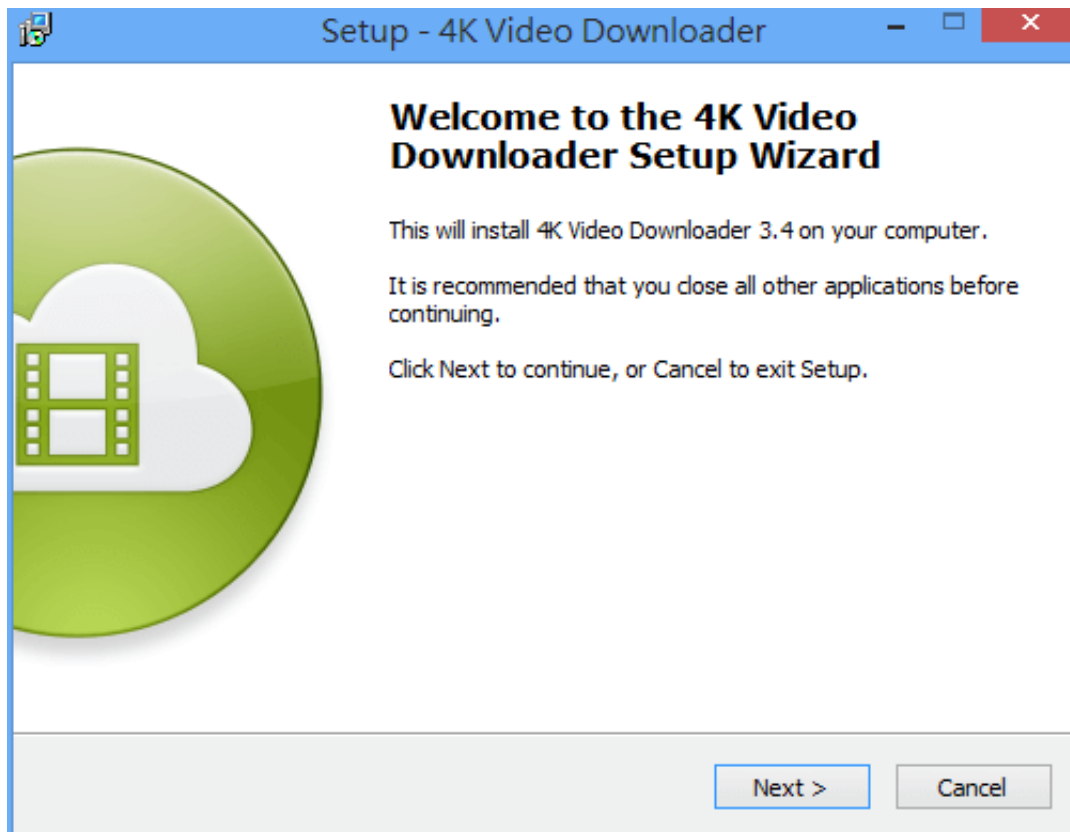 Setup - 4K Video Downloader
Welcome to the 4K Video
Downloader Setup Wizard
This will install 4K Video Downloader 3.4 on your computer.
It is recommended that you close all other applications before
continuing.
Click Next to continue, or Cancel to exit Setup.
Next >
Cancel